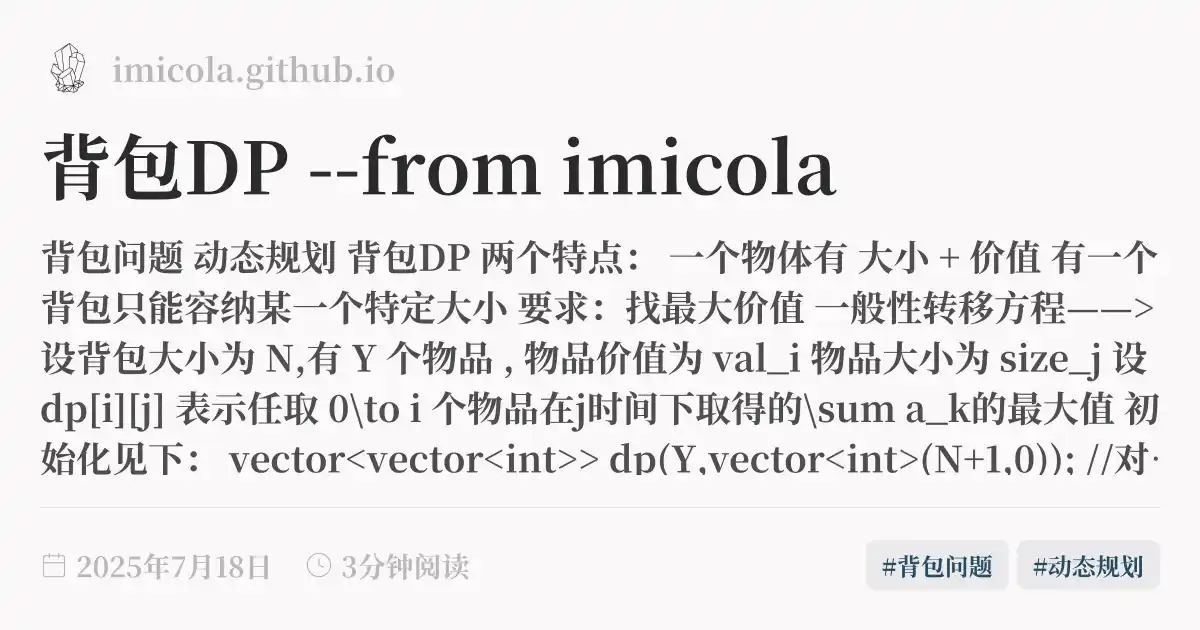 imicola.github.io
背包DP --from imicola
背包问题 动态规划 背包DP 两个特点： 一个物体有 大小 + 价值 有一个
背包只能容纳某一个特定大小 要求：找最大价值 一般性转移方程——>
设背包大小为 N,有 Y 个物品 , 物品价值为 val_i 物品大小为 size_j 设
dp[i][j] 表示任取 0\to i 个物品在j时间下取得的\sum a_k的最大值 初
始化见下： vector<vector<int>> dp(Y,vector<int>(N+1,0)); //对·
2025年7月18日 3分钟阅读 #背包问题 #动态规划